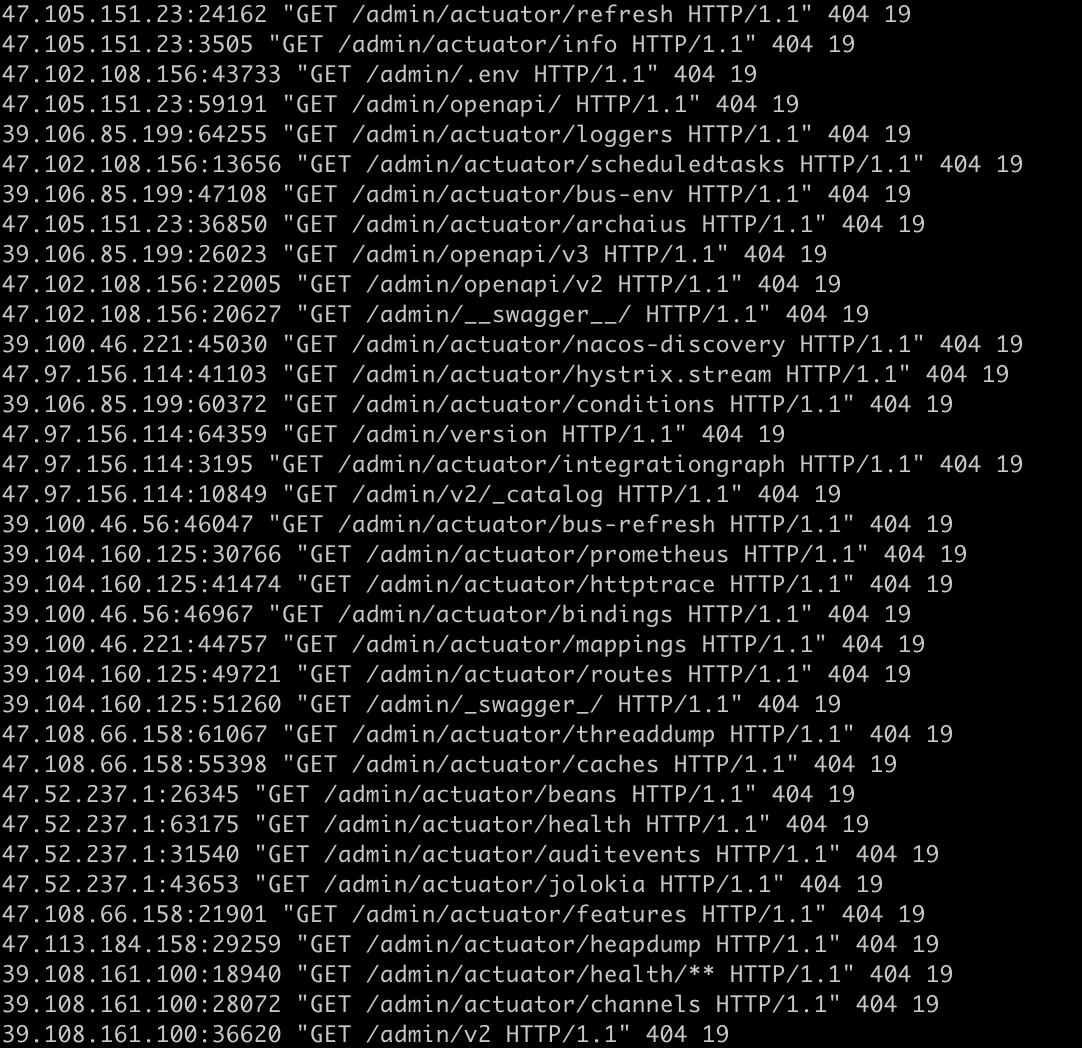 47.105.151.23:24162 "GET /admin/actuator/refresh HTTP/1.1" 404 19
47.105.151.23:3505 "GET /admin/actuator/info HTTP/1.1" 404 19
47.102.108.156:43733 "GET /admin/.env HTTP/1.1" 404 19
47.105.151.23:59191 "GET /admin/openapi/ HTTP/1.1" 404 19
39.106.85.199:64255 "GET /admin/actuator/loggers HTTP/1.1" 404 19
47.102.108.156:13656 "GET /admin/actuator/scheduledtasks HTTP/1.1" 404 19
39.106.85.199:47108 "GET /admin/actuator/bus-env HTTP/1.1" 404 19
47.105.151.23:36850 "GET /admin/actuator/archaius HTTP/1.1" 404 19
39.106.85.199:26023 "GET /admin/openapi/v3 HTTP/1.1" 404 19
47.102.108.156:22005 "GET /admin/openapi/v2 HTTP/1.1" 404 19
47.102.108.156:20627 "GET /admin/__swagger__/ HTTP/1.1" 404 19
39.100.46.221:45030 "GET /admin/actuator/nacos-discovery HTTP/1.1" 404 19
47.97.156.114:41103 "GET /admin/actuator/hystrix.stream HTTP/1.1" 404 19
39.106.85.199:60372 "GET /admin/actuator/conditions HTTP/1.1" 404 19
47.97.156.114:64359 "GET /admin/version HTTP/1.1" 404 19
47.97.156.114:3195 "GET /admin/actuator/integrationgraph HTTP/1.1" 404 19
47.97.156.114:10849 "GET /admin/v2/_catalog HTTP/1.1" 404 19
39.100.46.56:46047 "GET /admin/actuator/bus-refresh HTTP/1.1" 404 19
39.104.160.125:30766 "GET /admin/actuator/prometheus HTTP/1.1" 404 19
39.104.160.125:41474 "GET /admin/actuator/httptrace HTTP/1.1" 404 19
39.100.46.56:46967 "GET /admin/actuator/bindings HTTP/1.1" 404 19
39.100.46.221:44757 "GET /admin/actuator/mappings HTTP/1.1" 404 19
39.104.160.125:49721 "GET /admin/actuator/routes HTTP/1.1" 404 19
39.104.160.125:51260 "GET /admin/_swagger_/ HTTP/1.1" 404 19
47.108.66.158:61067 "GET /admin/actuator/threaddump HTTP/1.1" 404 19
47.108.66.158:55398 "GET /admin/actuator/caches HTTP/1.1" 404 19
47.52.237.1:26345 "GET /admin/actuator/beans HTTP/1.1" 404 19
47.52.237.1:63175 "GET /admin/actuator/health HTTP/1.1" 404 19
47.52.237.1:31540 "GET /admin/actuator/auditevents HTTP/1.1" 404 19
47.52.237.1:43653 "GET /admin/actuator/jolokia HTTP/1.1" 404 19
47.108.66.158:21901 "GET /admin/actuator/features HTTP/1.1" 404 19
47.113.184.158:29259 "GET /admin/actuator/heapdump HTTP/1.1" 404 19
39.108.161.100:18940 "GET /admin/actuator/health/** HTTP/1.1" 404 19
39.108.161.100:28072 "GET /admin/actuator/channels HTTP/1.1" 404 19
39.108.161.100:36620 "GET /admin/v2 HTTP/1.1" 404 19